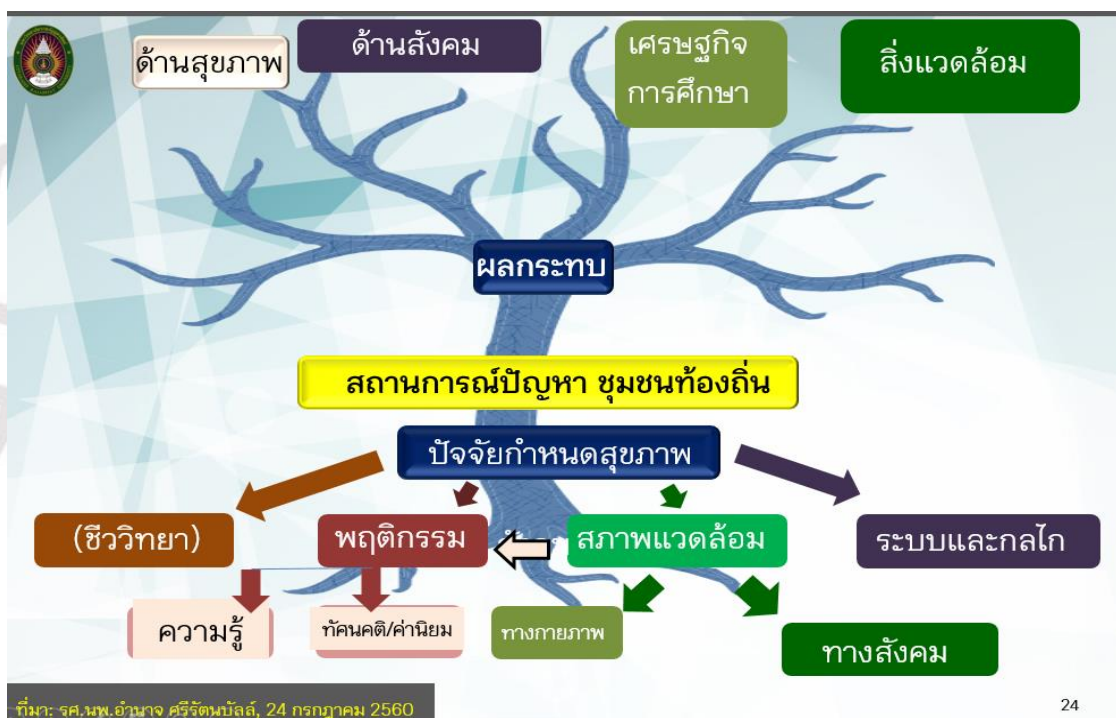 ด้านสุขภาพ
ด้านสังคม
เศรษฐกิจ
การศึกษา
สิ่งแวดล้อม
ผลกระทบ
สถานการณ์ปัญหา ชุมชนท้องถิ่น
ปัจจัยกำหนดสุขภาพ
(ชีววิทยา)
พฤติกรรม
สภาพแวดล้อม
ระบบและกลไก
ความรู้
ทัศนคติ/ค่านิยม
ทางกายภาพ
ทางสังคม
ที่มา: รศ.นพ.อำนาจ ศรีรัตนบัลล์, 24 กรกฎาคม 2560
24